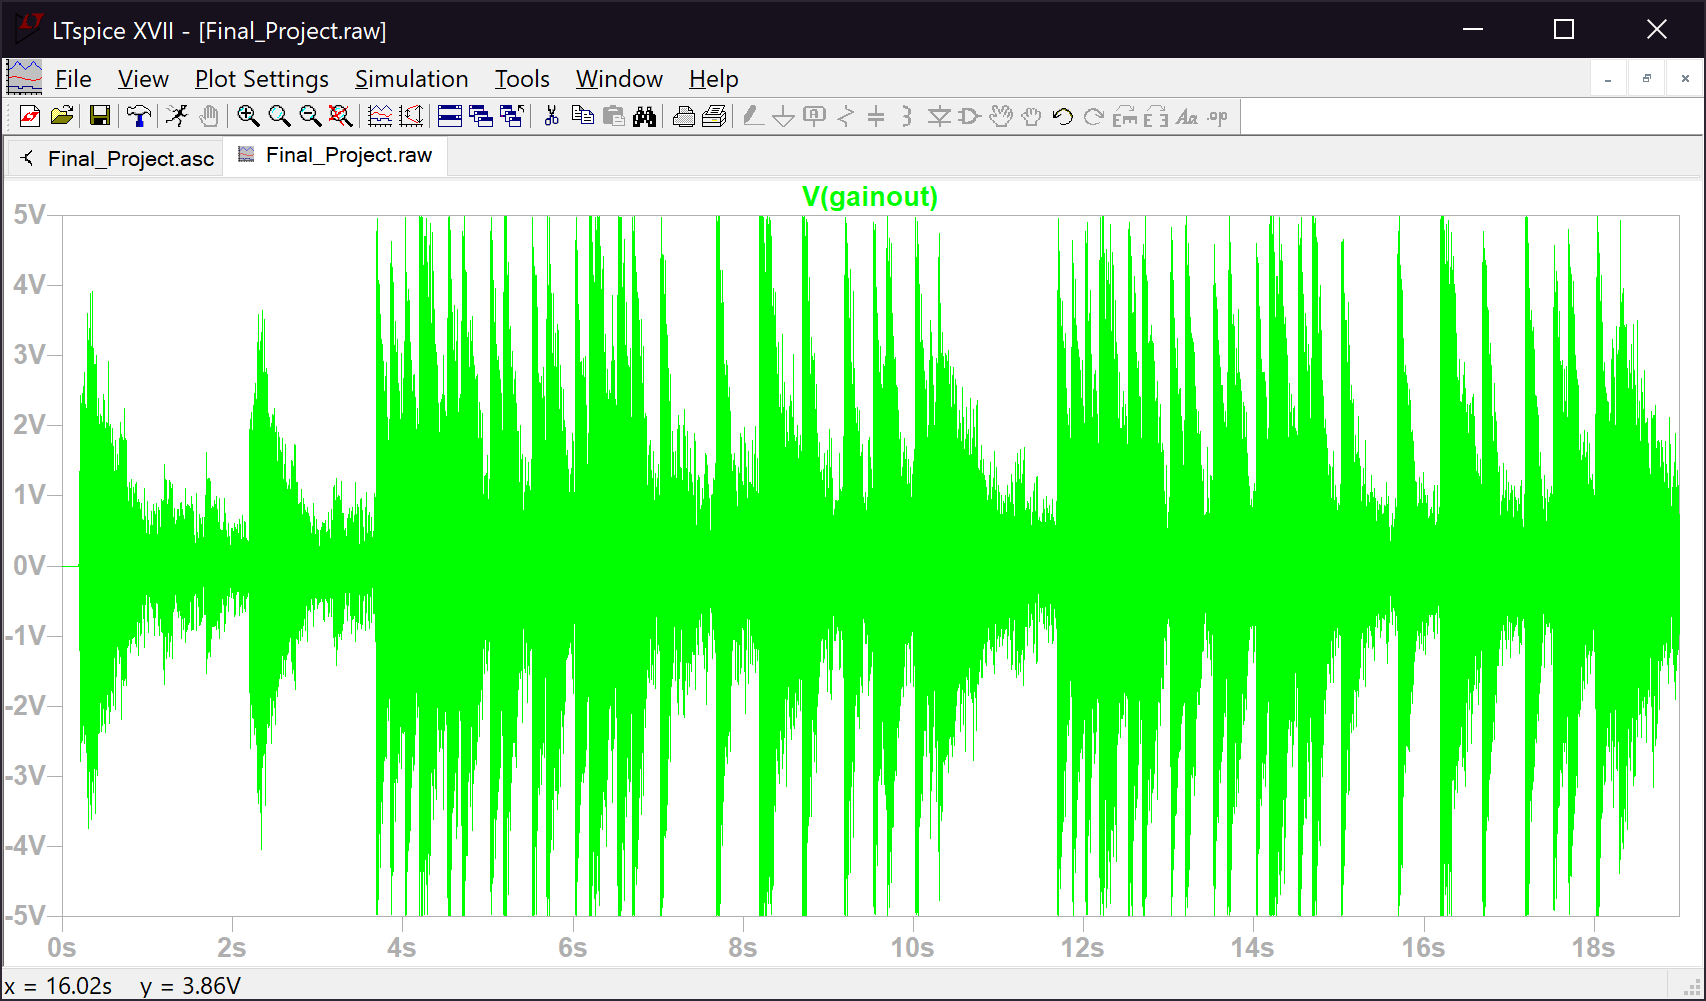 LTspice XVII - [Final_Project.raw]
File View Plot Settings Simulation Tools Window Help
Final_Project.asc Final_Project.raw
V(gainout)
5V
4V
3V
2V
1V
0V
-1V
-2V
-3V
-4V
-5V
0s 2s 4s 6s 8s 10s 12s 14s 16s 18s
x = 16.02s y = 3.86V